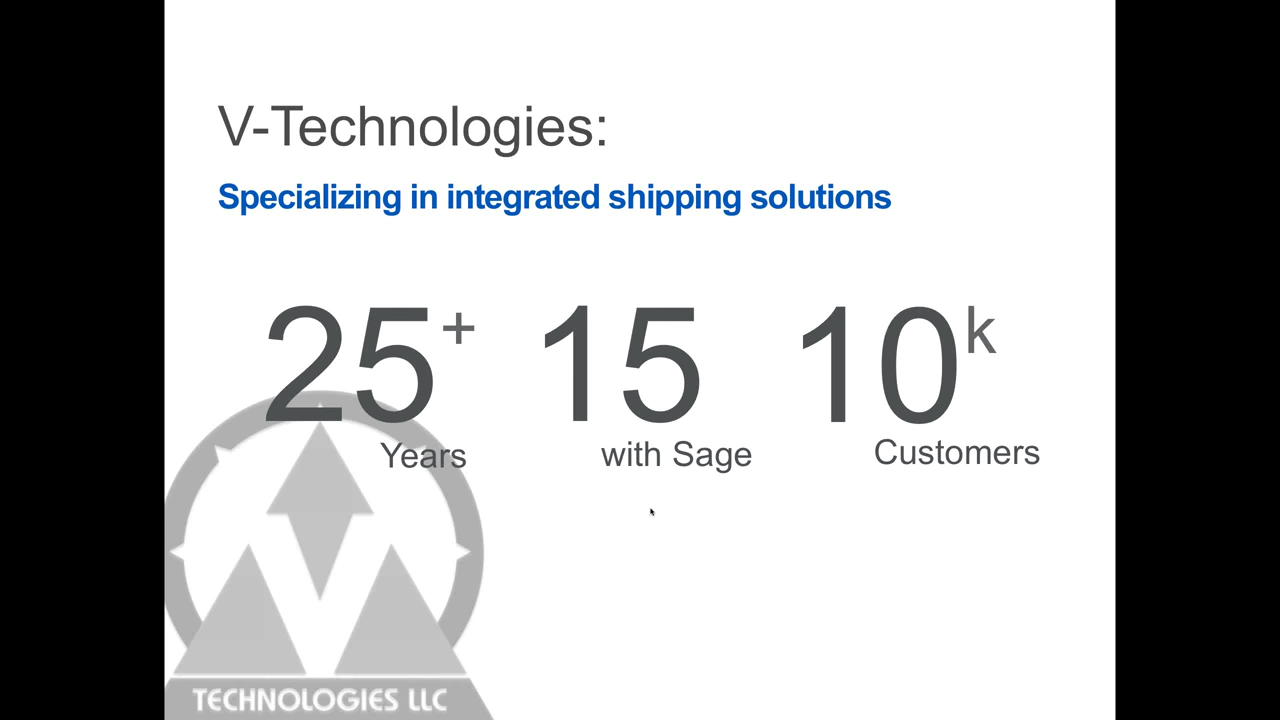 V-Technologies:
Specializing in integrated shipping solutions
25+ 15 10k
Years with Sage Customers
TECHNOLOGIES LLC